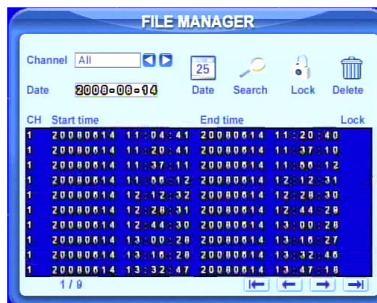 FILE MANAGER
Channel All
25
Date 2008-06-14 Date Search Lock Delete
CH Start time End time Lock
1 20080614 11:04:41 20080614 11:20:40
1 20080614 11:20:41 20080614 11:37:10
1 20080614 11:37:11 20080614 11:56:12
1 20080614 11:56:12 20080614 12:12:31
1 20080614 12:12:32 20080614 12:28:30
1 20080614 12:28:31 20080614 12:44:29
1 20080614 12:44:30 20080614 13:00:28
1 20080614 13:00:28 20080614 13:16:27
1 20080614 13:16:28 20080614 13:32:46
1 20080614 13:32:47 20080614 13:47:18
1 / 9